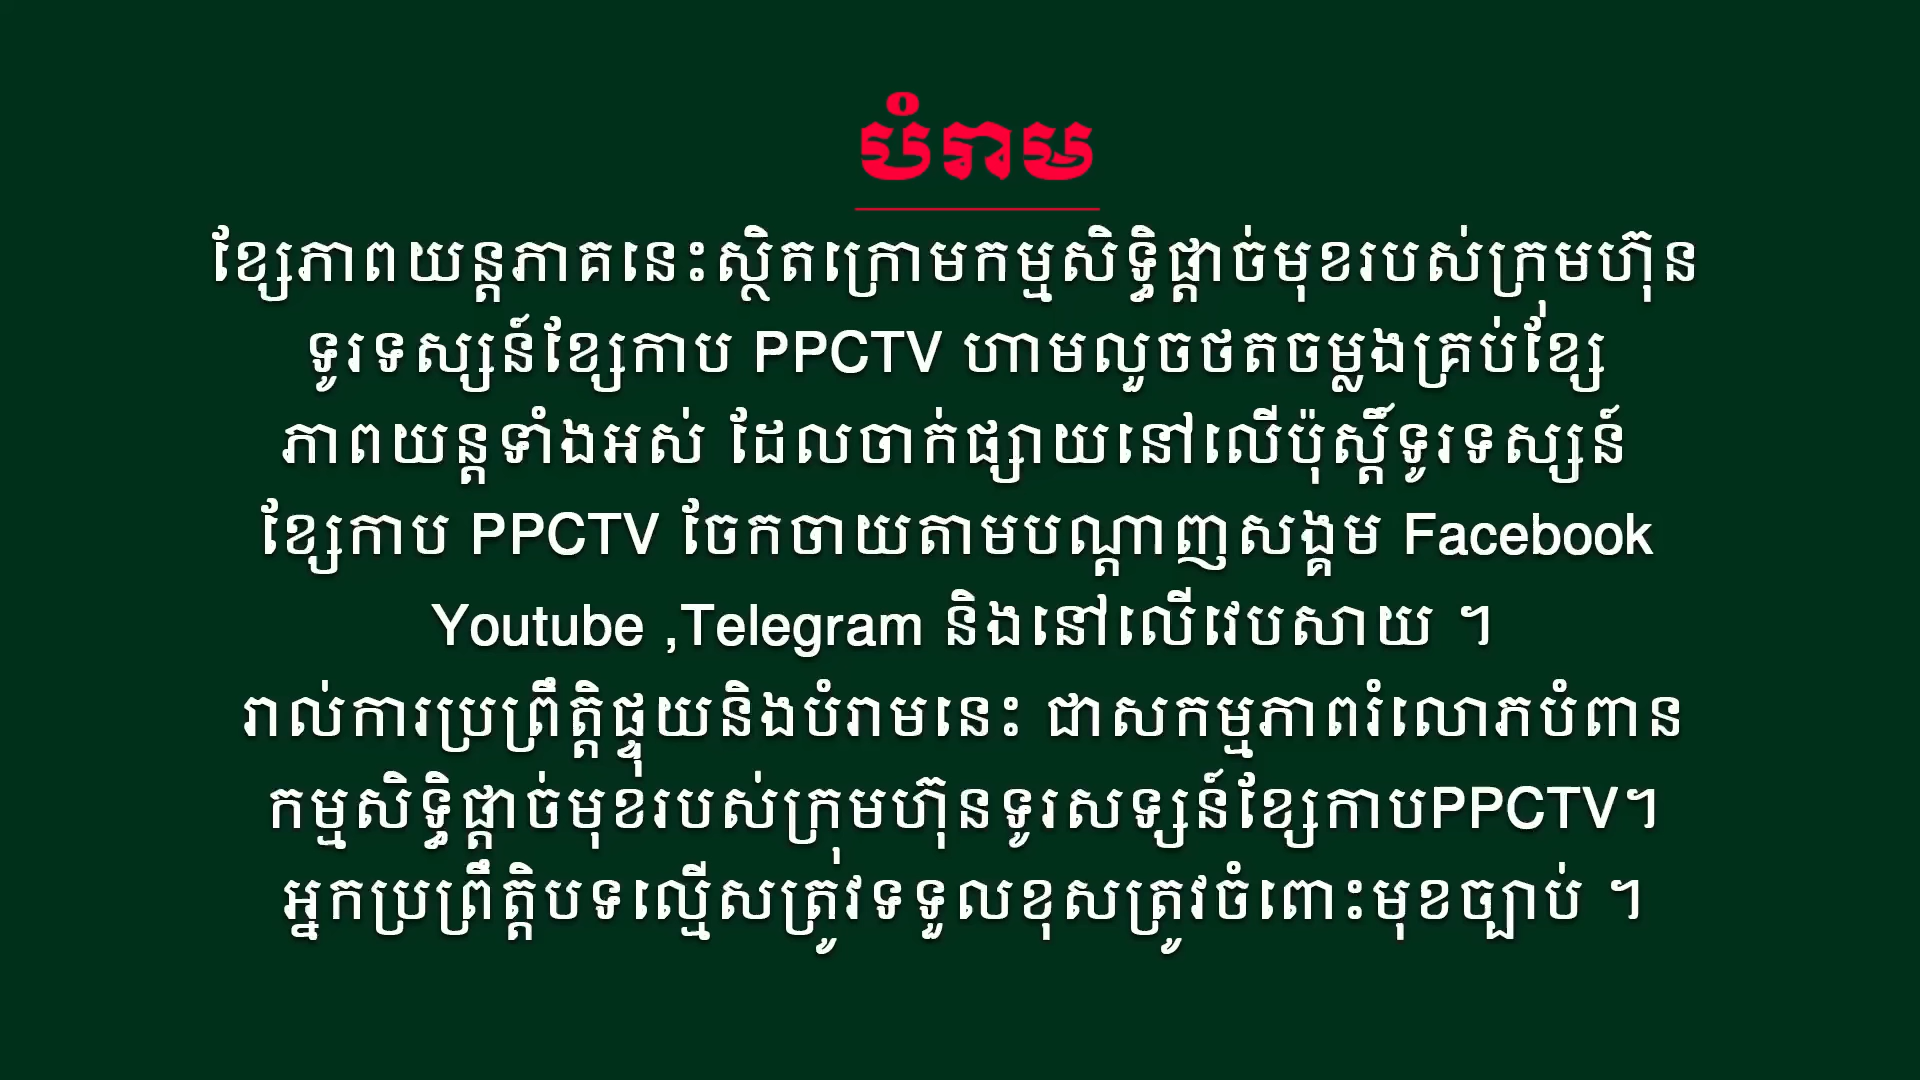 បំរាម
ខ្សែភាពយន្តភាគនេះស្ថិតក្រោមកម្មសិទ្ធិផ្តាច់មុខរបស់ក្រុមហ៊ុន
ទូរទស្សន៍ខ្សែកាប PPCTV ហាមលួចថតចម្លងគ្រប់ខ្សែ
ភាពយន្តទាំងអស់ ដែលចាក់ផ្សាយនៅលើប៉ុស្តិ៍ទូរទស្សន៍
ខ្សែកាប PPCTV ចែកចាយតាមបណ្តាញសង្គម Facebook
Youtube ,Telegram និងនៅលើវេបសាយ ។
រាល់ការប្រព្រឹត្តិផ្ទុយនិងបំរាមនេះ ជាសកម្មភាពរំលោភបំពាន
កម្មសិទ្ធិផ្តាច់មុខរបស់ក្រុមហ៊ុនទូរសទ្សន៍ខ្សែកាបPPCTV។
អ្នកប្រព្រឹត្តិបទល្មើសត្រូវទទួលខុសត្រូវចំពោះមុខច្បាប់ ។